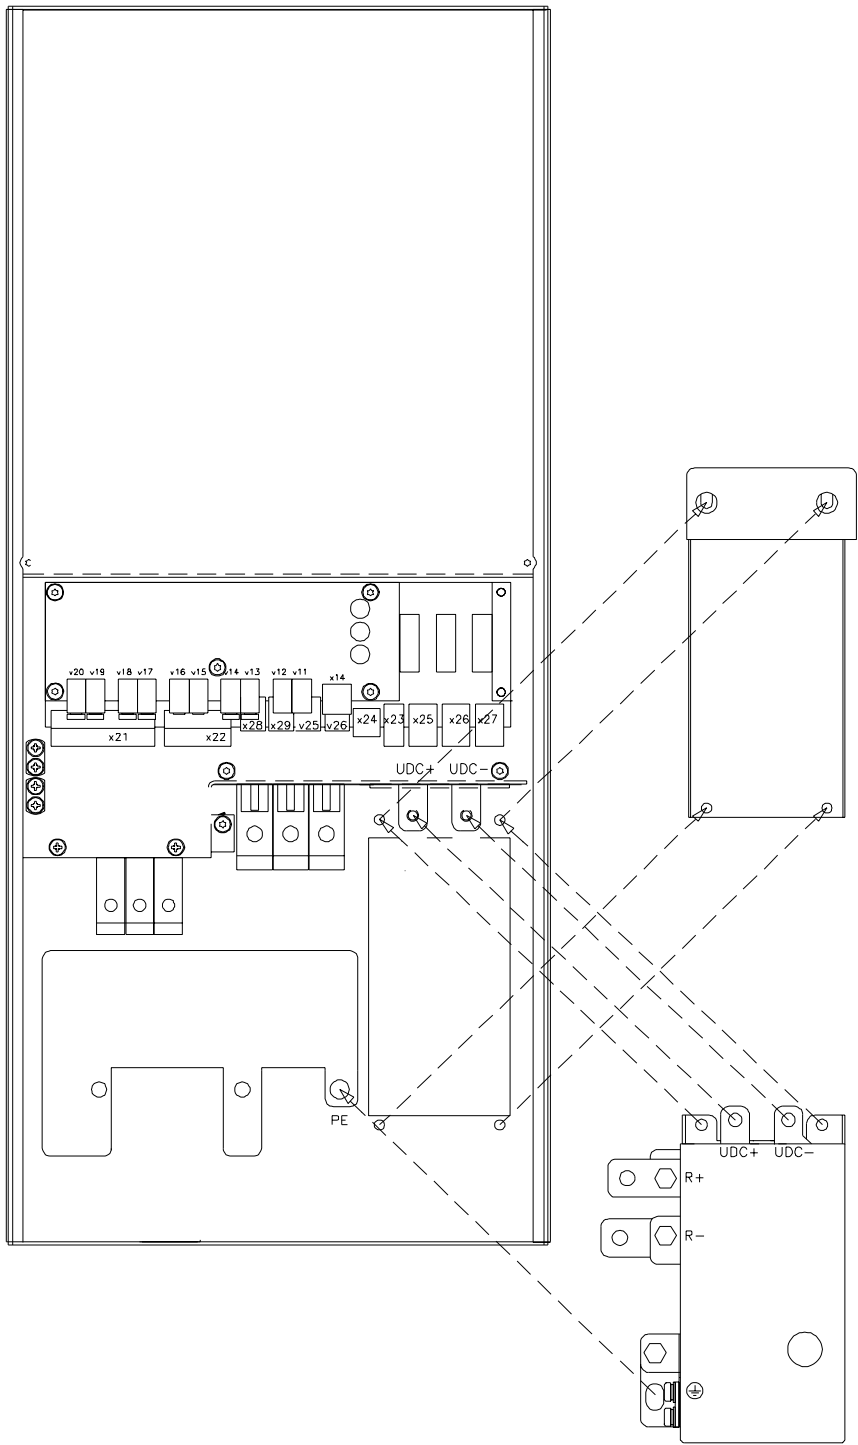 x14
v20 v19 v18 v17 v16 v15 v14 v13 v12 v11
x28 x29 v25 v26 x24 x23 x25 x26 x27
x21 x22
UDC+ UDC-
PE
UDC+ UDC-
R+
R-